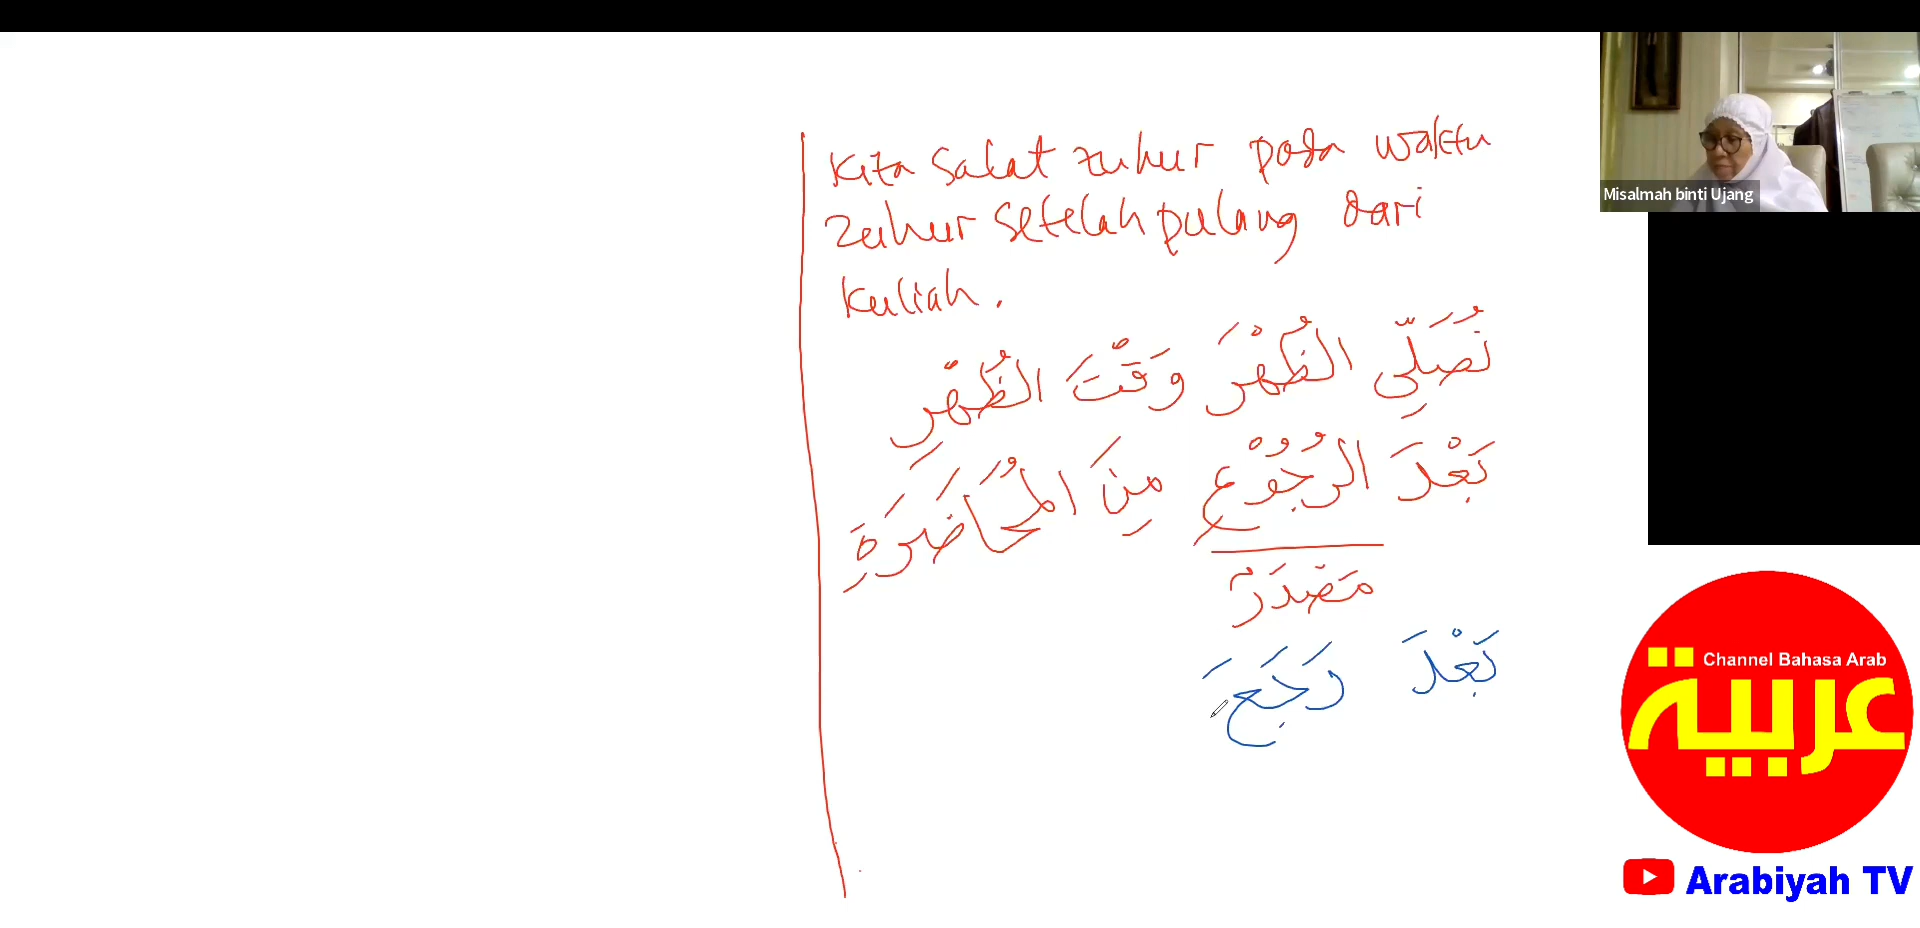 Kita salat zuhur pada waktu
zuhur setelah pulang dari
kuliah.
نُصَلِّي الظُهْرَ وَقْتَ الظُهْرِ
بَعْدَ الرُجُوْعِ مِنَ المُحَاضَرَةِ
مَصْدَرٌ
بَعْدَ رَجَعَ
Misalmah binti Ujang
Channel Bahasa Arab
عربية
Arabiyah TV